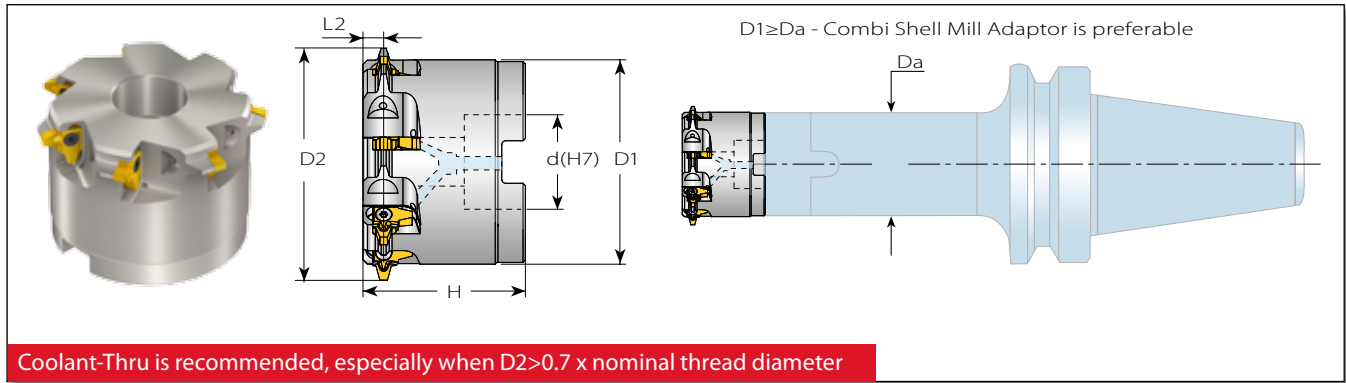 L2
D1≥Da - Combi Shell Mill Adaptor is preferable
Da
D2
d(H7)
D1
H
Coolant-Thru is recommended, especially when D2>0.7 x nominal thread diameter